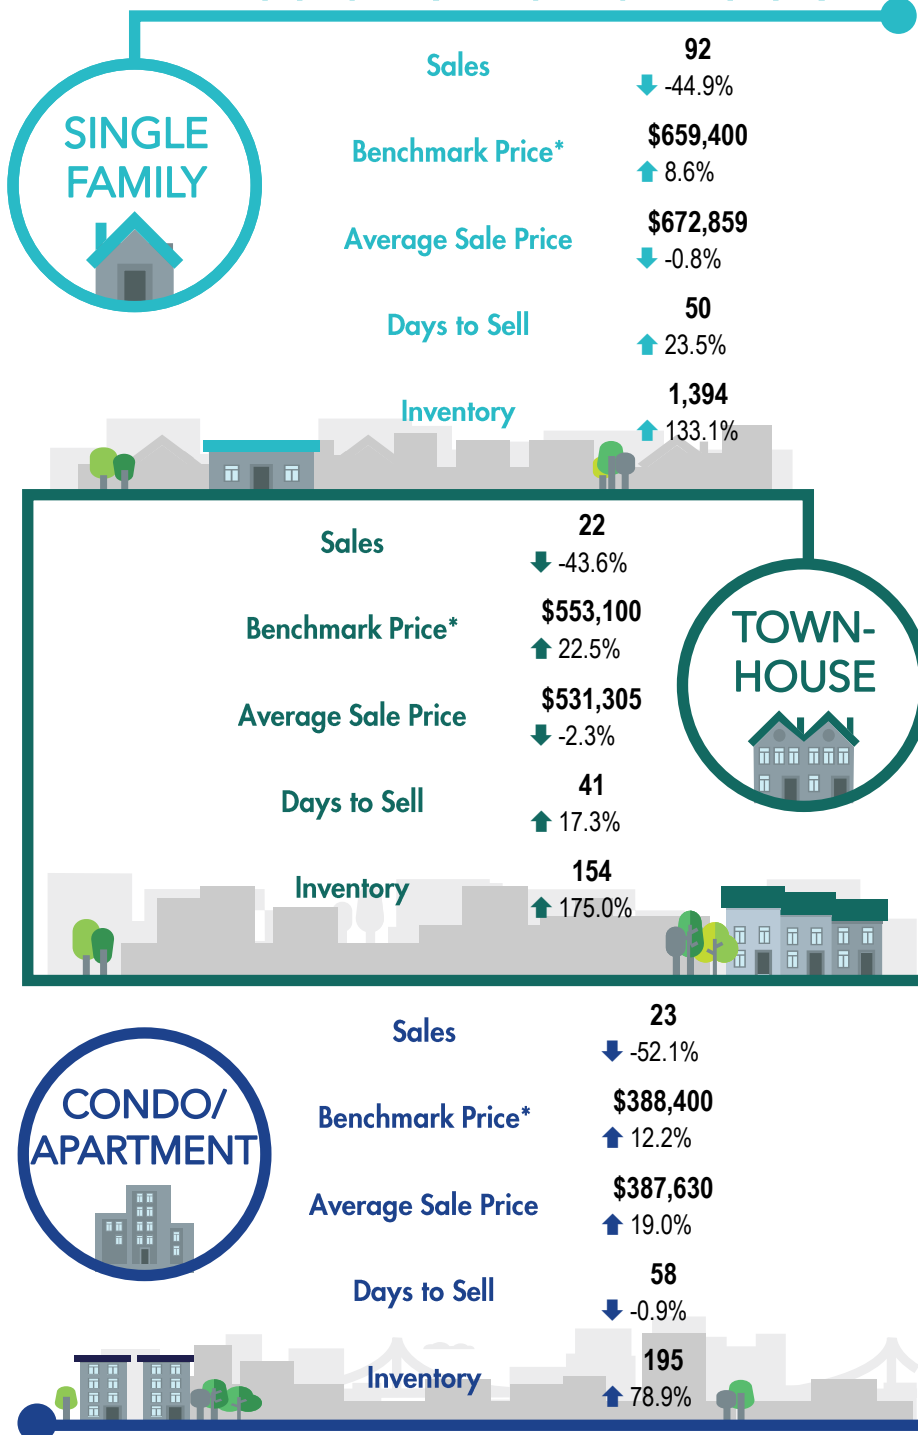 SINGLE
FAMILY
Sales
92
-44.9%
Benchmark Price*
$659,400
8.6%
Average Sale Price
$672,859
-0.8%
Days to Sell
50
23.5%
Inventory
1,394
133.1%
TOWN-
HOUSE
Sales
22
-43.6%
Benchmark Price*
$553,100
22.5%
Average Sale Price
$531,305
-2.3%
Days to Sell
41
17.3%
Inventory
154
175.0%
CONDO/
APARTMENT
Sales
23
-52.1%
Benchmark Price*
$388,400
12.2%
Average Sale Price
$387,630
19.0%
Days to Sell
58
-0.9%
Inventory
195
78.9%